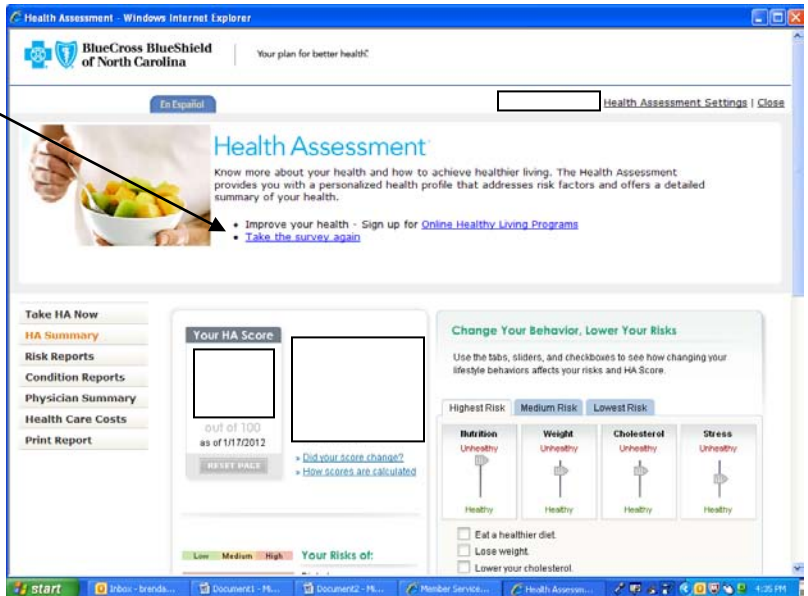 Health Assessment - Windows Internet Explorer
BlueCross BlueShield
of North Carolina
Your plan for better health.℠
En Español
Health Assessment Settings | Close
Health Assessment
Know more about your health and how to achieve healthier living. The Health Assessment
provides you with a personalized health profile that addresses risk factors and offers a detailed
summary of your health.
• Improve your health - Sign up for Online Healthy Living Programs
• Take the survey again
Take HA Now
HA Summary
Risk Reports
Condition Reports
Physician Summary
Health Care Costs
Print Report
Your HA Score
out of 100
as of 1/17/2012
RESET PAGE
» Did your score change?
» How scores are calculated
Low Medium High
Your Risks of:
Change Your Behavior, Lower Your Risks
Use the tabs, sliders, and checkboxes to see how changing your
lifestyle behaviors affects your risks and HA Score.
Highest Risk Medium Risk Lowest Risk
Nutrition Weight Cholesterol Stress
Unhealthy Unhealthy Unhealthy Unhealthy
Healthy Healthy Healthy Healthy
Eat a healthier diet.
Lose weight.
Lower your cholesterol.
start Inbox - brenda... Document1 - Mi... Document2 - Mi... Member Service... Health Assessm... 4:35 PM